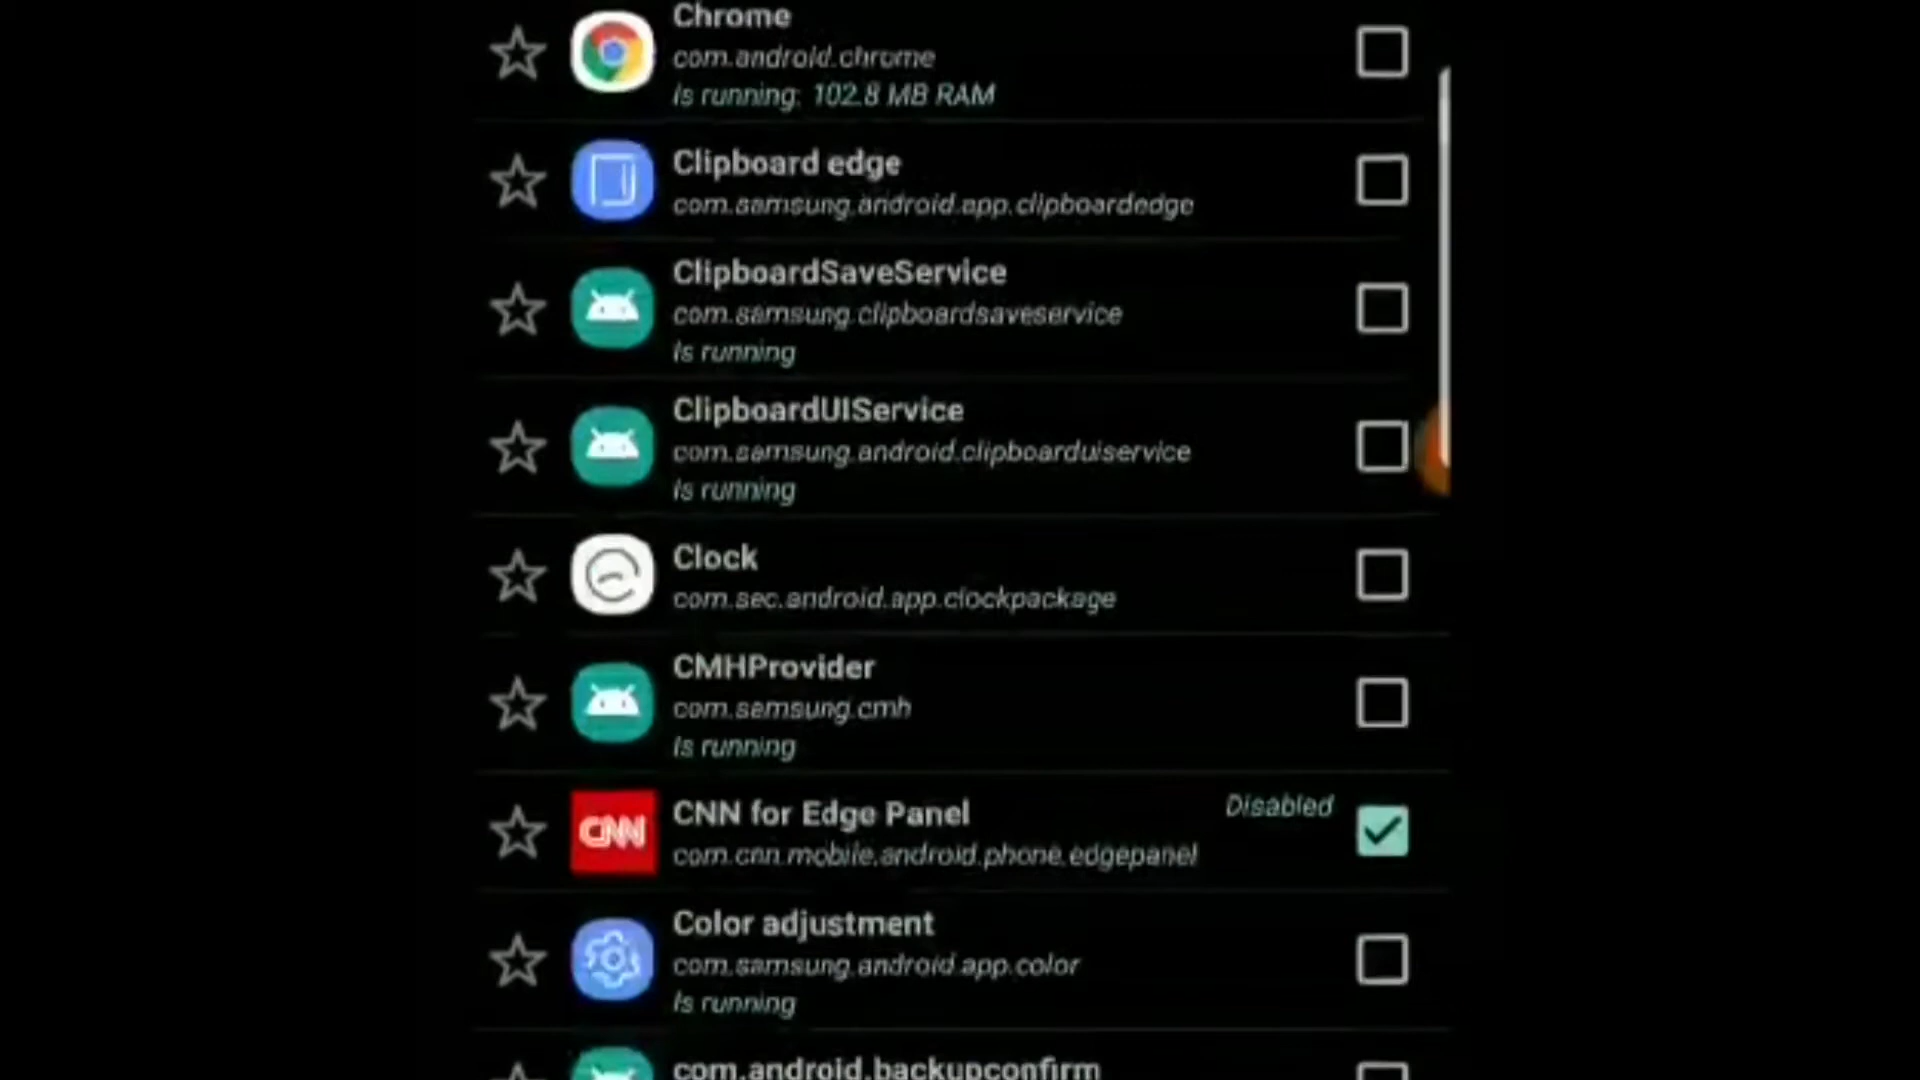 Chrome
com.android.chrome
Is running; 102.8 MB RAM
Clipboard edge
com.samsung.android.app.clipboardedge
ClipboardSaveService
com.samsung.clipboardsaveservice
Is running
ClipboardUIService
com.samsung.android.clipboarduiservice
Is running
Clock
com.sec.android.app.clockpackage
CMHProvider
com.samsung.cmh
Is running
CNN
CNN for Edge Panel
Disabled
com.cnn.mobile.android.phone.edgepanel
Color adjustment
com.samsung.android.app.color
Is running
com.android.backupconfirm